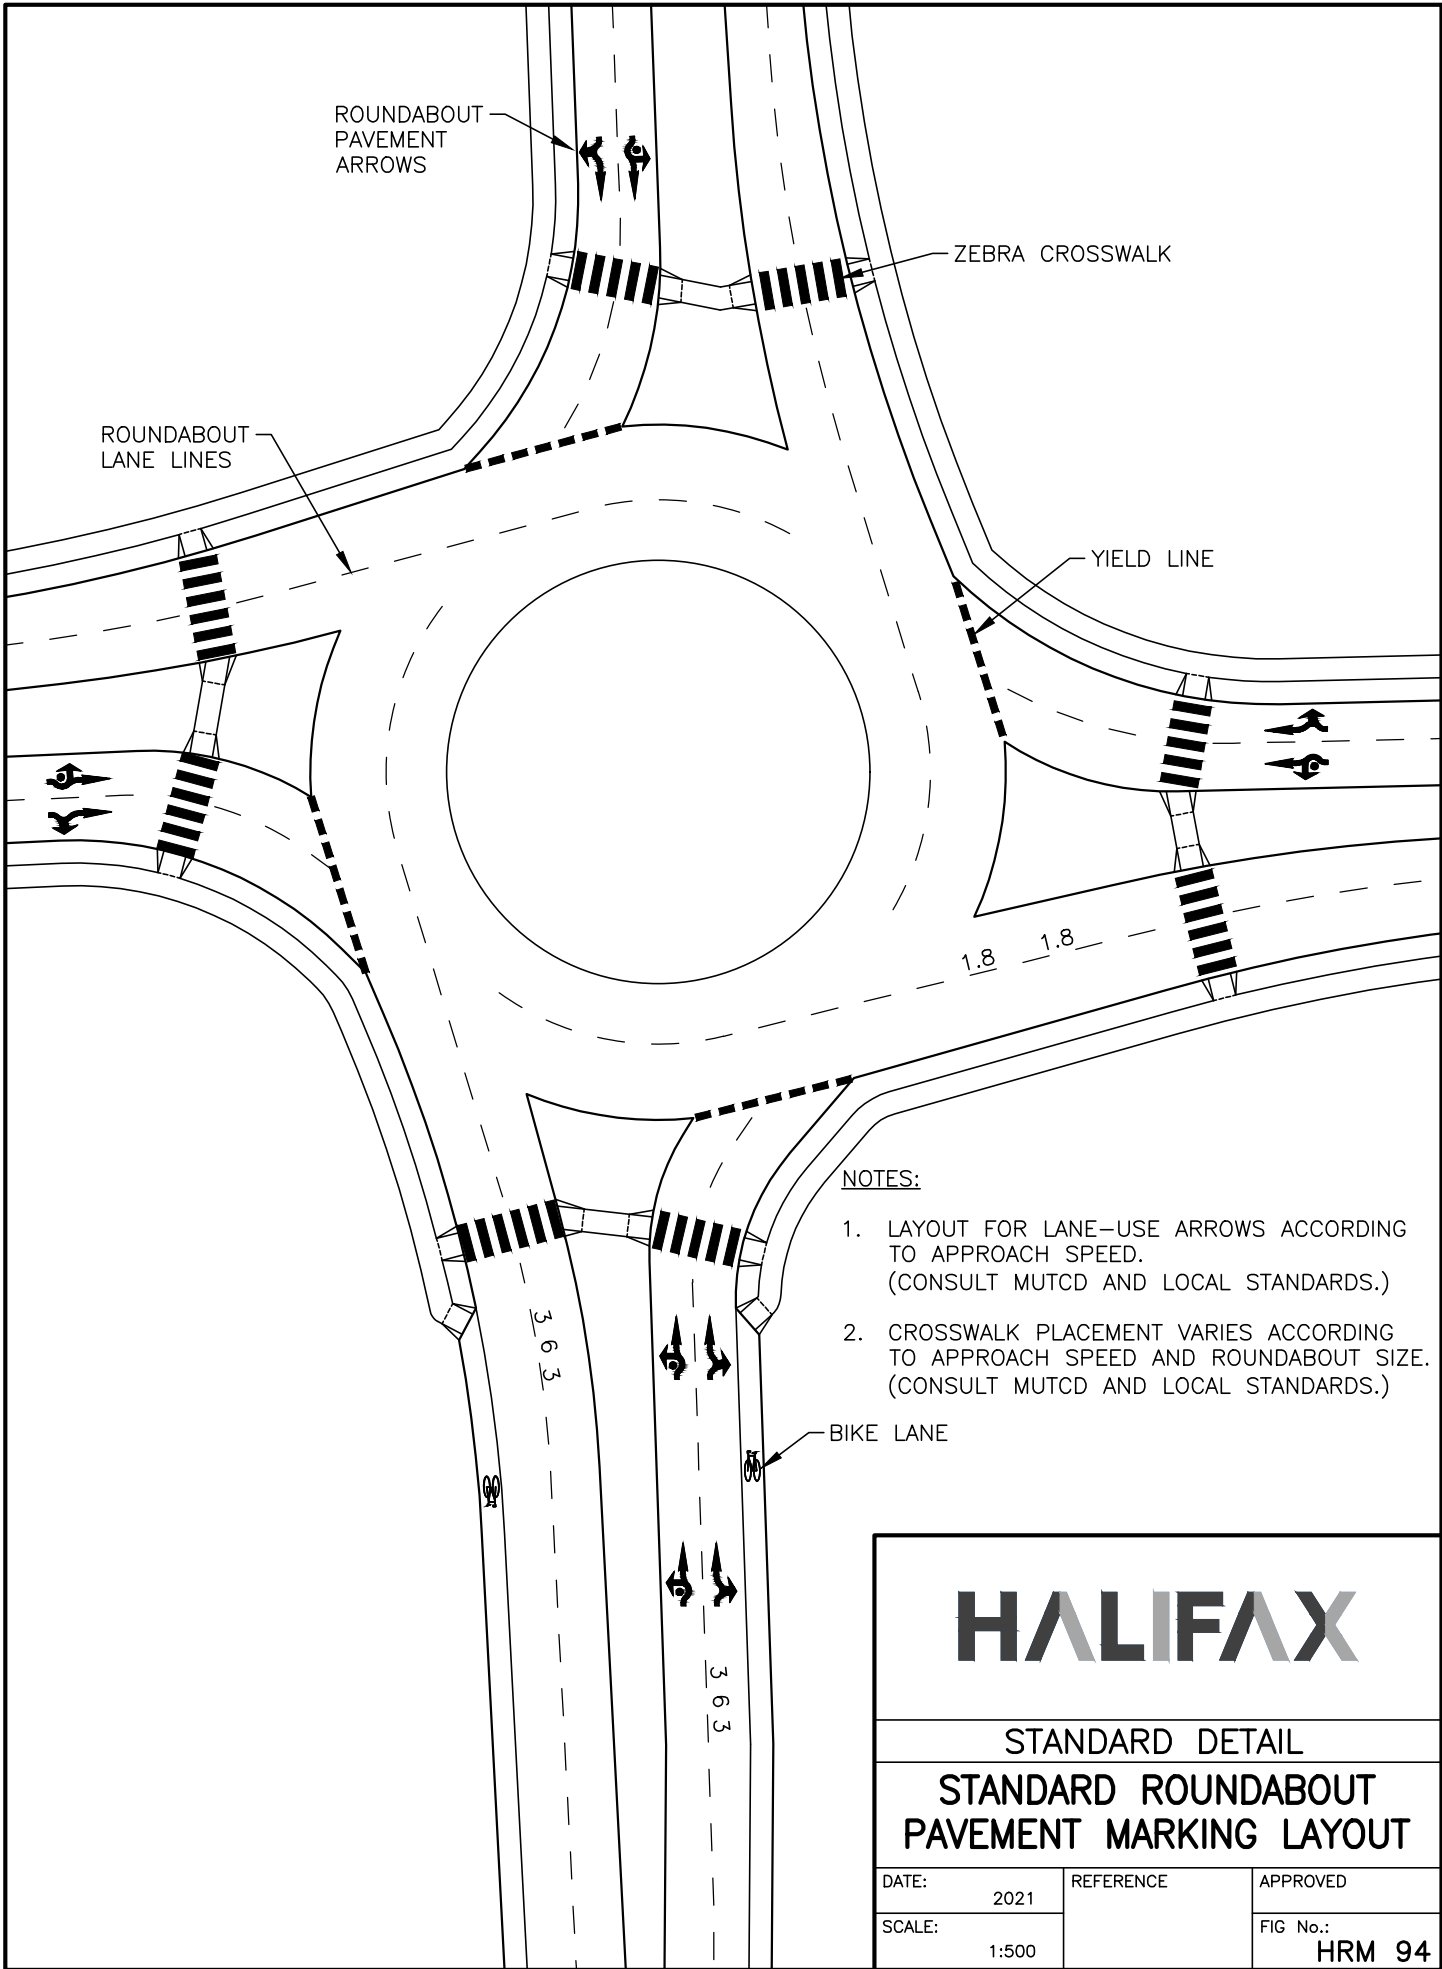 ROUNDABOUT
PAVEMENT
ARROWS
ZEBRA CROSSWALK
ROUNDABOUT
LANE LINES
YIELD LINE
1.8 1.8
NOTES:
1. LAYOUT FOR LANE-USE ARROWS ACCORDING
TO APPROACH SPEED.
(CONSULT MUTCD AND LOCAL STANDARDS.)
2. CROSSWALK PLACEMENT VARIES ACCORDING
TO APPROACH SPEED AND ROUNDABOUT SIZE.
(CONSULT MUTCD AND LOCAL STANDARDS.)
3 6 3
BIKE LANE
3 6 3
HALIFAX
STANDARD DETAIL
STANDARD ROUNDABOUT
PAVEMENT MARKING LAYOUT
DATE:
2021
REFERENCE
APPROVED
SCALE:
1:500
FIG No.:
HRM 94